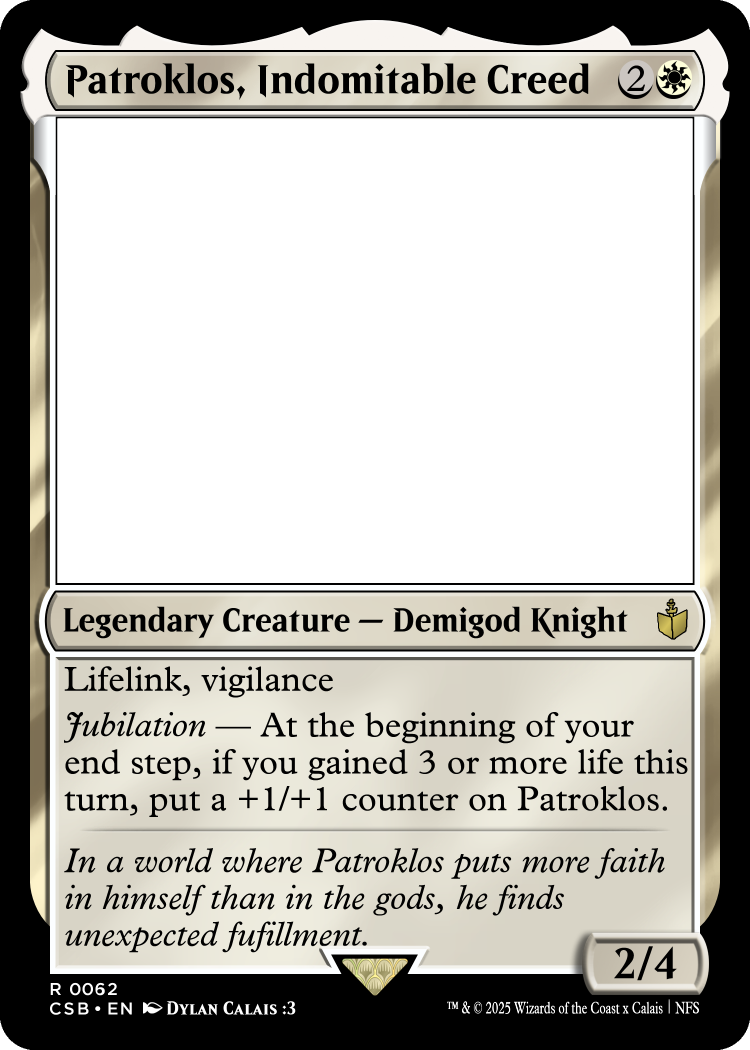 Patroklos, Indomitable Creed 2
Legendary Creature — Demigod Knight
Lifelink, vigilance
Jubilation — At the beginning of your
end step, if you gained 3 or more life this
turn, put a +1/+1 counter on Patroklos.
In a world where Patroklos puts more faith
in himself than in the gods, he finds
unexpected fufillment.
2/4
R 0062
CSB • EN Dylan Calais :3
™ & © 2025 Wizards of the Coast x Calais | NFS